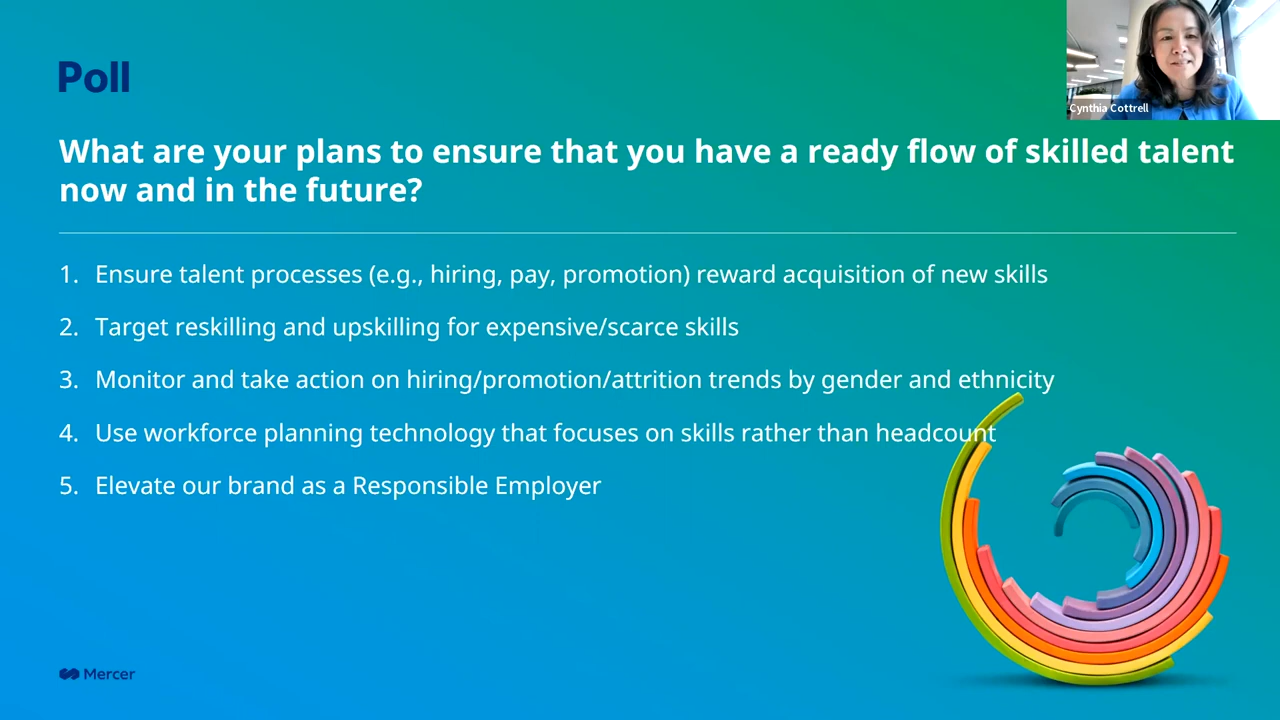 Poll
Cynthia Cottrell
What are your plans to ensure that you have a ready flow of skilled talent
now and in the future?
1. Ensure talent processes (e.g., hiring, pay, promotion) reward acquisition of new skills
2. Target reskilling and upskilling for expensive/scarce skills
3. Monitor and take action on hiring/promotion/attrition trends by gender and ethnicity
4. Use workforce planning technology that focuses on skills rather than headcount
5. Elevate our brand as a Responsible Employer
Mercer